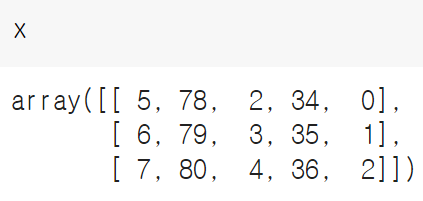 x
array([[ 5, 78,  2, 34,  0],
       [ 6, 79,  3, 35,  1],
       [ 7, 80,  4, 36,  2]])